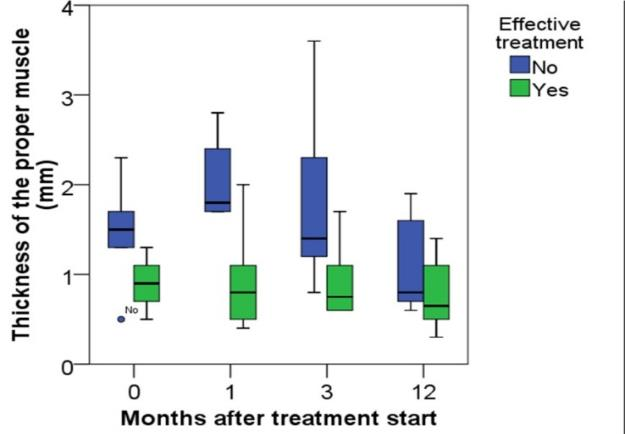 Thickness of the proper muscle
(mm)
4
3
2
1
0
No
0
1
3
12
Months after treatment start
Effective
treatment
No
Yes